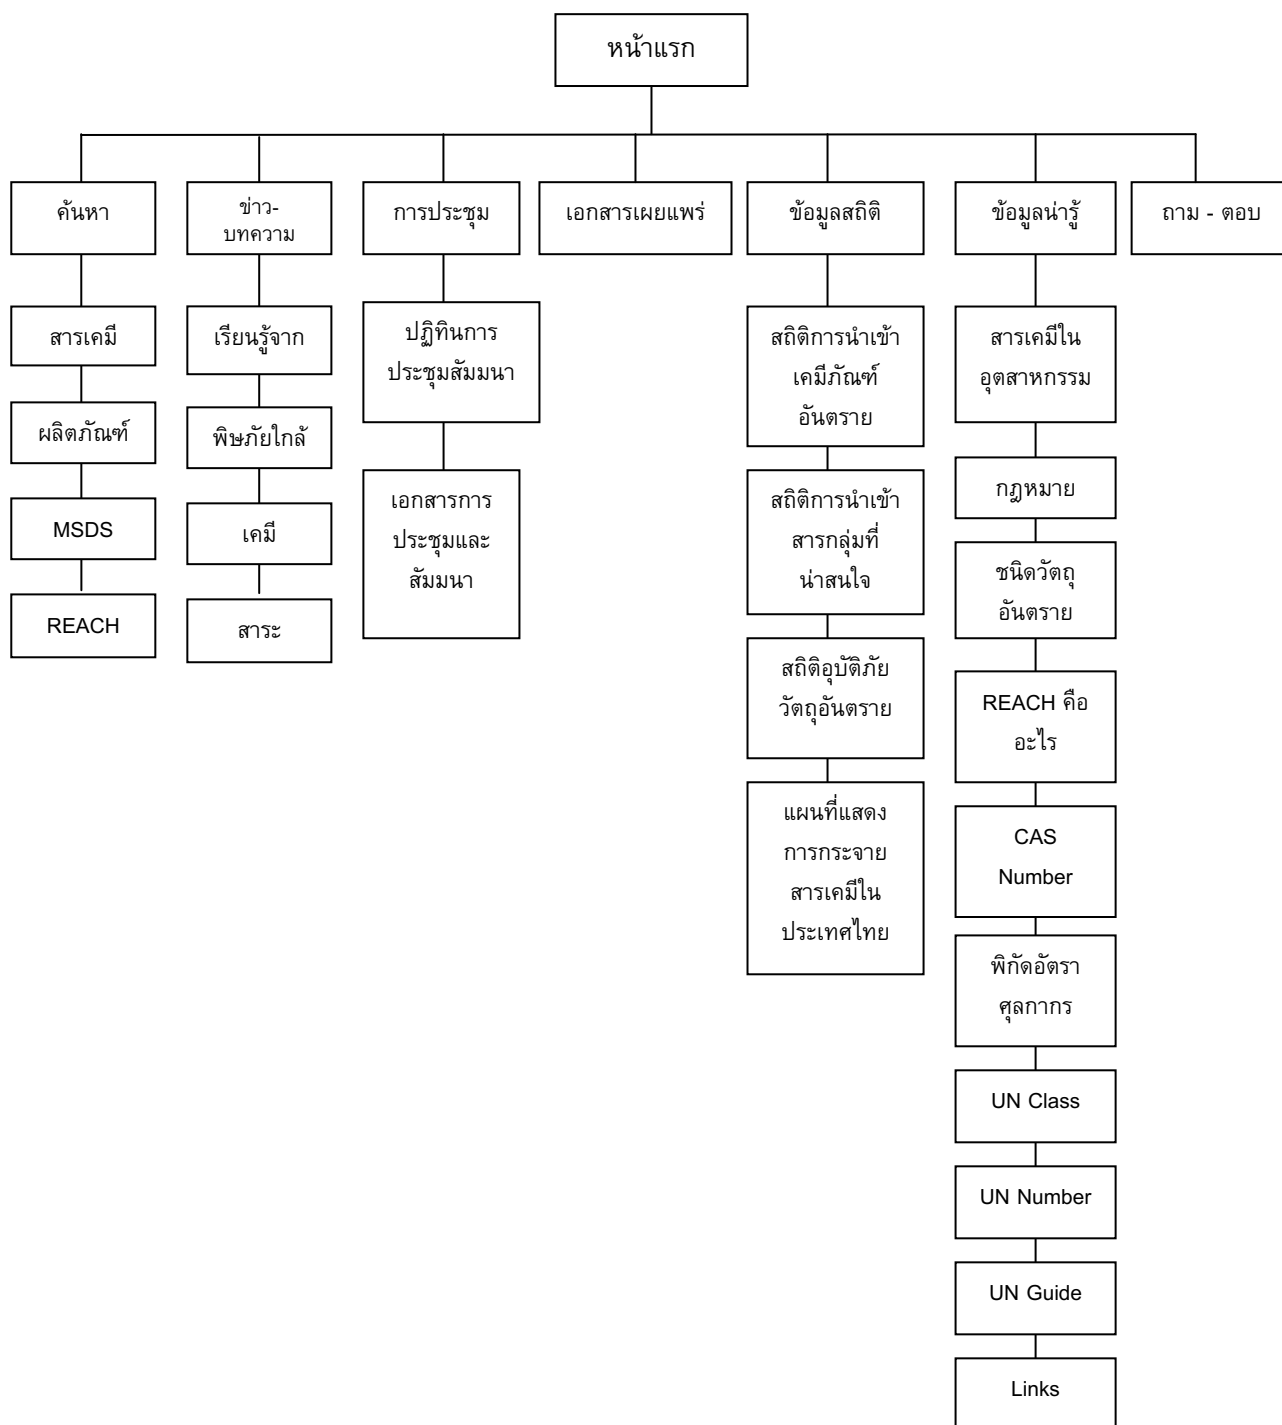 หน้าแรก
ค้นหา
สารเคมี
ผลิตภัณฑ์
MSDS
REACH
ข่าว-
บทความ
เรียนรู้จาก
พิษภัยใกล้
เคมี
สาระ
การประชุม
ปฏิทินการ
ประชุมสัมมนา
เอกสารการ
ประชุมและ
สัมมนา
เอกสารเผยแพร่
ข้อมูลสถิติ
สถิติการนำเข้า
เคมีภัณฑ์
อันตราย
สถิติการนำเข้า
สารกลุ่มที่
น่าสนใจ
สถิติอุบัติภัย
วัตถุอันตราย
แผนที่แสดง
การกระจาย
สารเคมีใน
ประเทศไทย
ข้อมูลน่ารู้
สารเคมีใน
อุตสาหกรรม
กฎหมาย
ชนิดวัตถุ
อันตราย
REACH คือ
อะไร
CAS
Number
พิกัดอัตรา
ศุลกากร
UN Class
UN Number
UN Guide
Links
ถาม - ตอบ